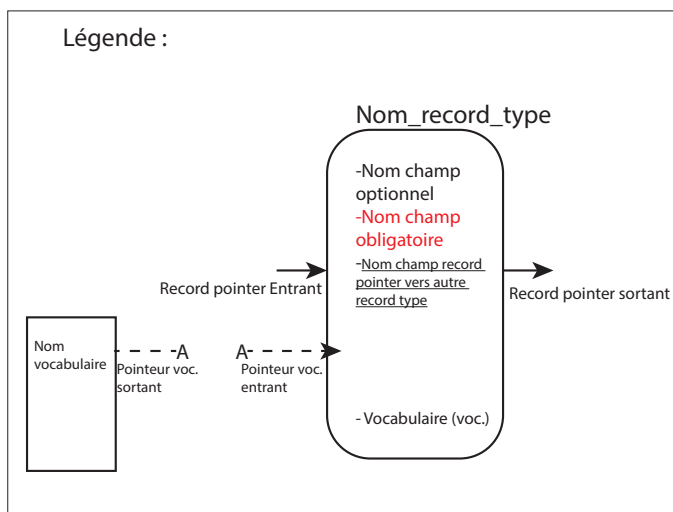 Légende :
Nom_record_type
-Nom champ
optionnel
-Nom champ
obligatoire
-Nom champ record
pointer vers autre
record type
Record pointer Entrant
Record pointer sortant
Nom
vocabulaire
A
Pointeur voc.
sortant
A
Pointeur voc.
entrant
- Vocabulaire (voc.)